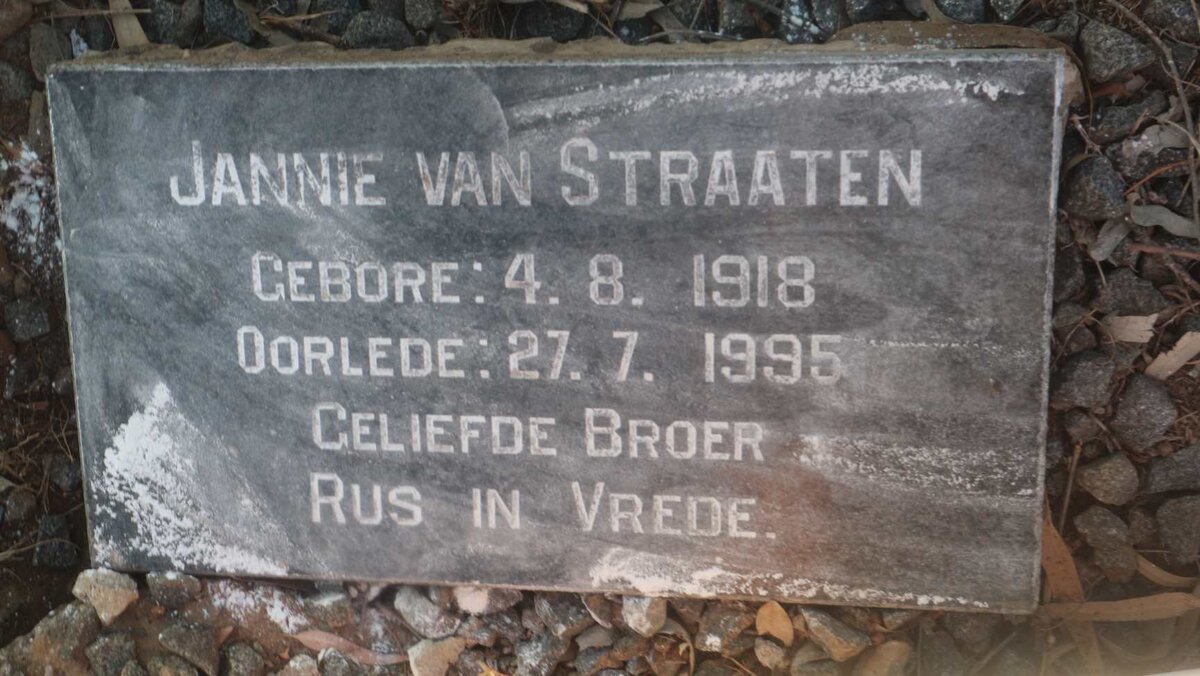 JANNIE VAN STRAATEN
GEBORE: 4. 8. 1918
OORLEDE: 27. 7. 1995
GELIEFDE BROER
RUS IN VREDE.